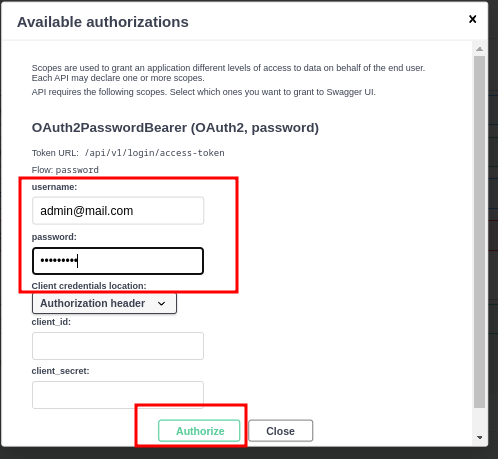 Available authorizations
×
Scopes are used to grant an application different levels of access to data on behalf of the end user.
Each API may declare one or more scopes.
API requires the following scopes. Select which ones you want to grant to Swagger UI.
OAuth2PasswordBearer (OAuth2, password)
Token URL: /api/v1/login/access-token
Flow: password
username:
admin@mail.com
password:
•••••••••
Client credentials location:
Authorization header
client_id:
client_secret:
Authorize Close